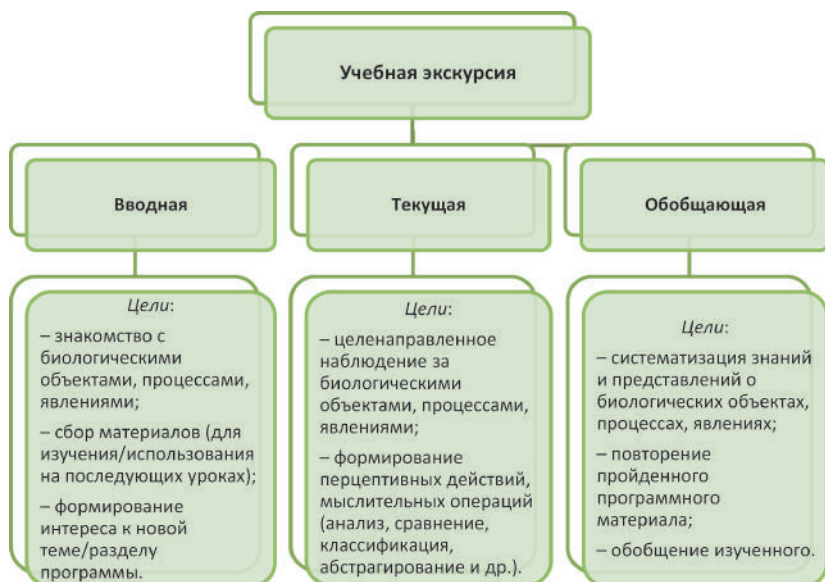 Учебная экскурсия
Вводная
Текущая
Обобщающая
Цели:
– знакомство с
биологическими
объектами, процессами,
явлениями;
– сбор материалов (для
изучения/использования
на последующих уроках);
– формирование
интереса к новой
теме/разделу
программы.
Цели:
– целенаправленное
наблюдение за
биологическими
объектами, процессами,
явлениями;
– формирование
перцептивных действий,
мыслительных операций
(анализ, сравнение,
классификация,
абстрагирование и др.).
Цели:
– систематизация знаний
и представлений о
биологических объектах,
процессах, явлениях;
– повторение
пройденного
программного
материала;
– обобщение изученного.